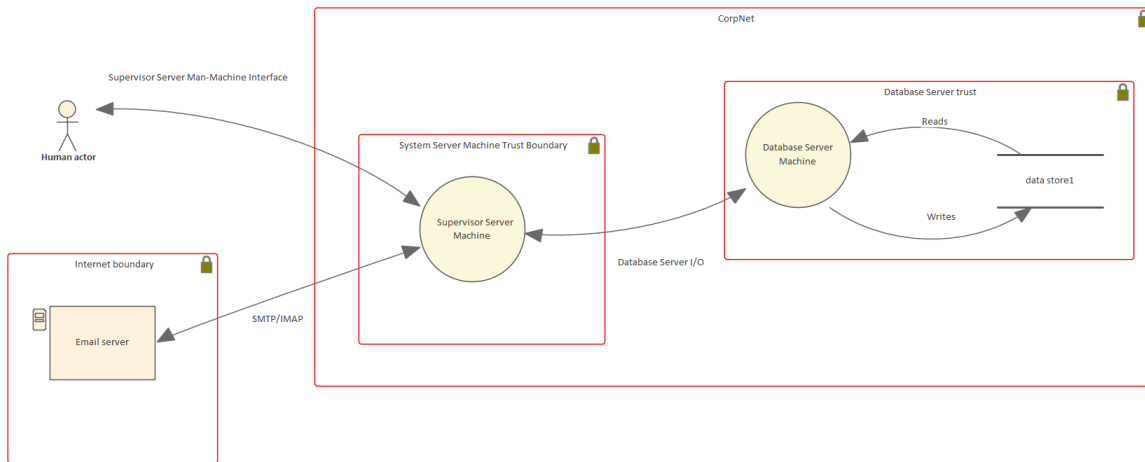 CorpNet
Supervisor Server Man-Machine Interface
Human actor
Database Server trust
Reads
Database Server
Machine
data store1
Writes
System Server Machine Trust Boundary
Supervisor Server
Machine
Database Server I/O
Internet boundary
Email server
SMTP/IMAP